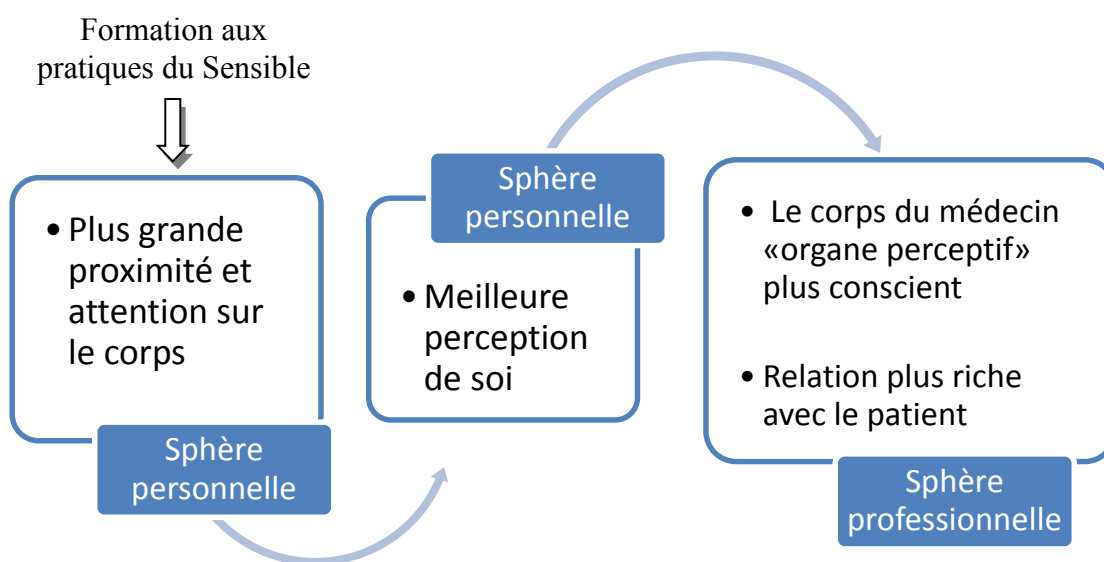 Formation aux
pratiques du Sensible
• Plus grande
proximité et
attention sur
le corps
Sphère
personnelle
Sphère
personnelle
• Meilleure
perception
de soi
• Le corps du médecin
«organe perceptif»
plus conscient
• Relation plus riche
avec le patient
Sphère
professionnelle